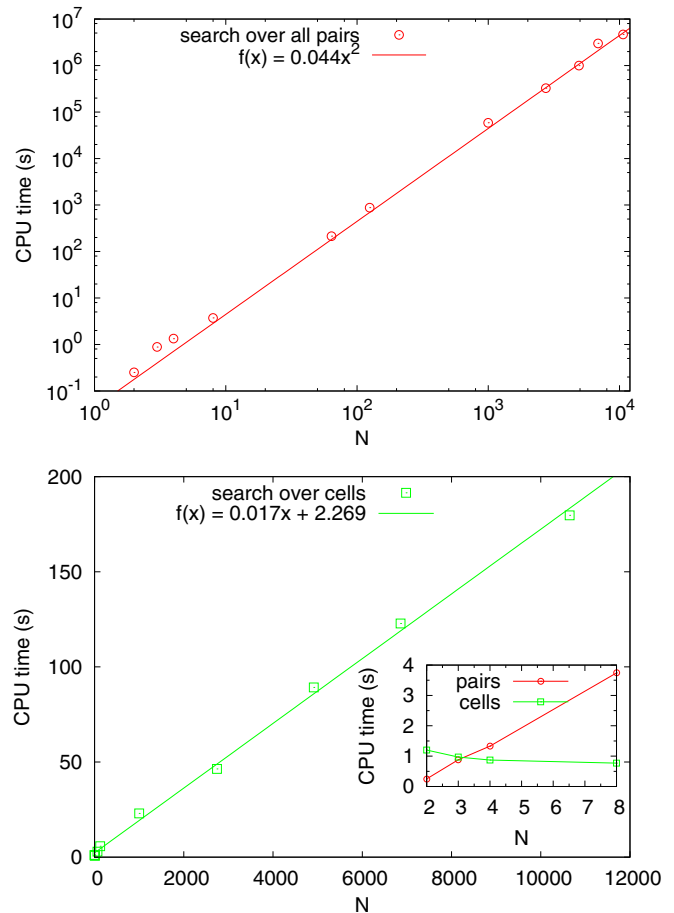 10^7
10^6
10^5
10^4
10^3
10^2
10^1
10^0
10^-1
CPU time (s)
search over all pairs
f(x) = 0.044x^2
10^0
10^1
10^2
10^3
10^4
N
200
150
100
50
0
CPU time (s)
search over cells
f(x) = 0.017x + 2.269
4
3
2
1
0
CPU time (s)
pairs
cells
2 3 4 5 6 7 8
N
0 2000 4000 6000 8000 10000 12000
N